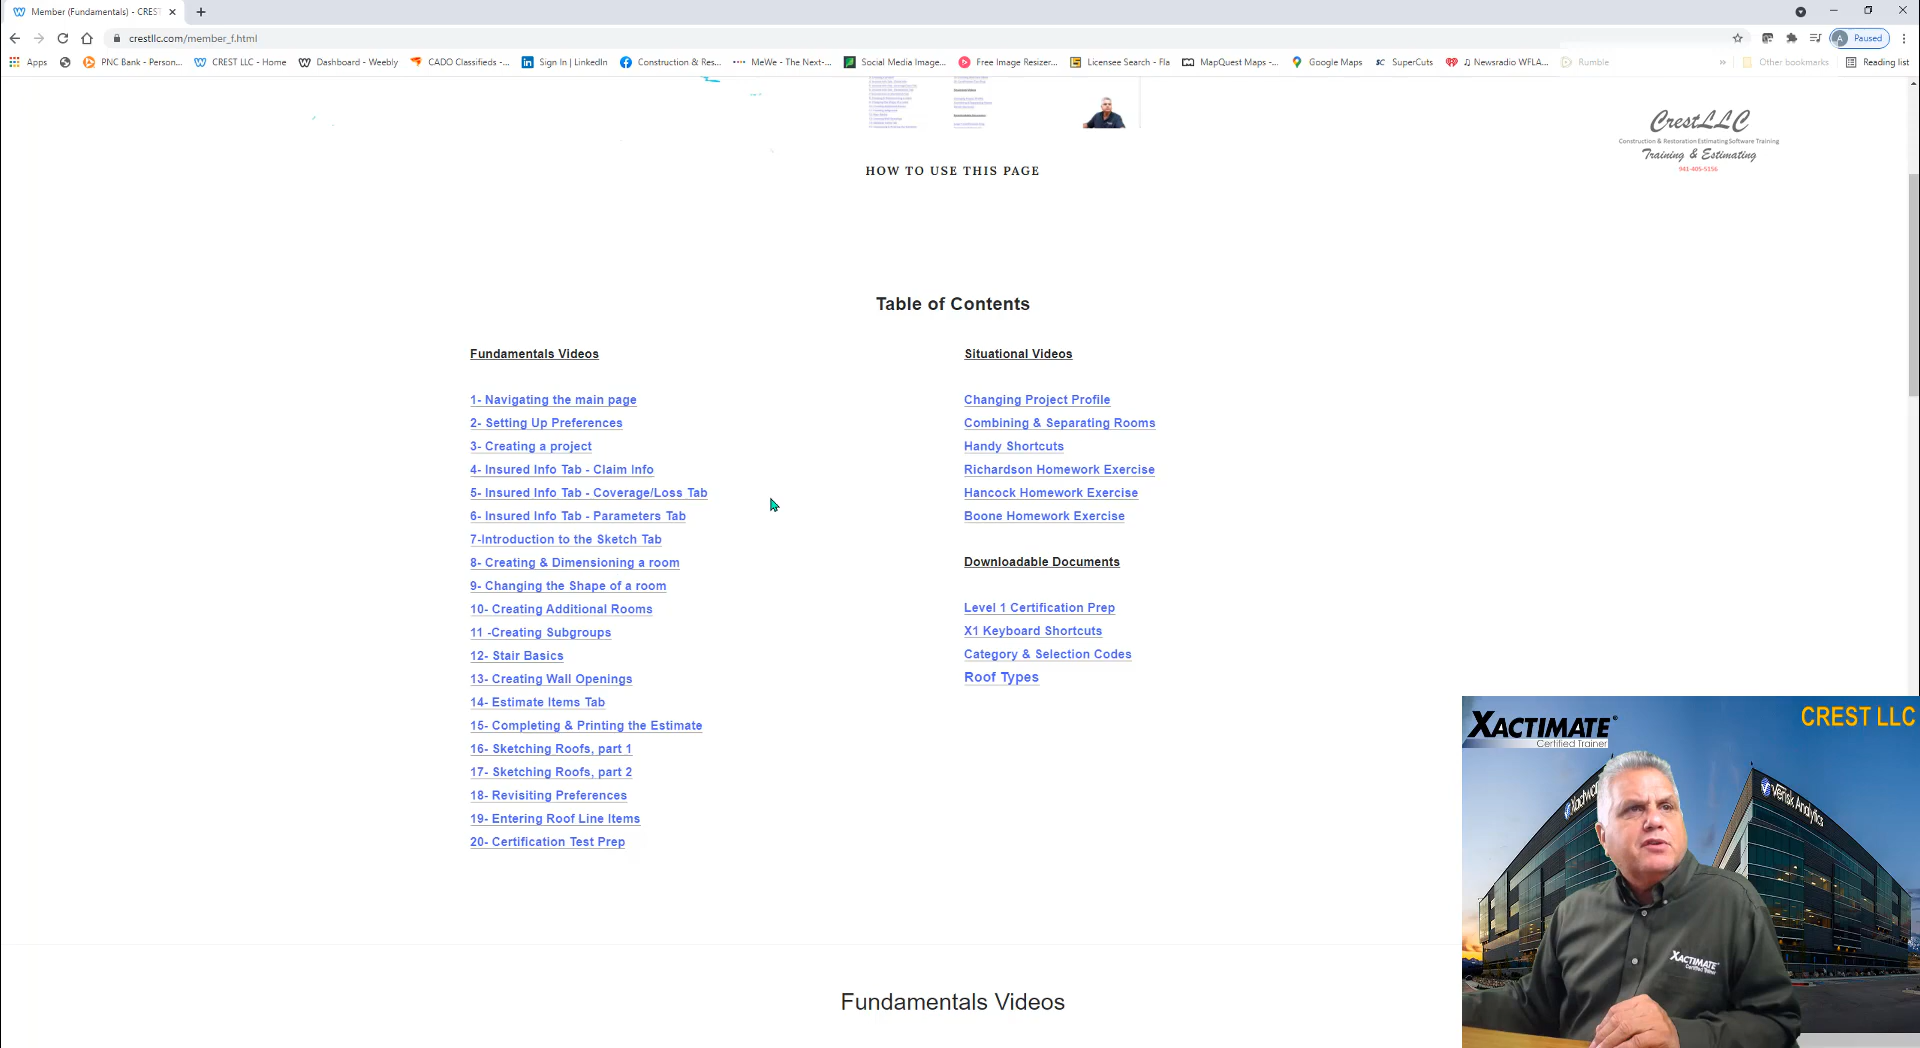 Member (Fundamentals) - CREST
crestllc.com/member_f.html
Paused
Apps
PNC Bank - Person...
CREST LLC - Home
Dashboard - Weebly
CADO Classifieds -...
Sign In | LinkedIn
Construction & Res...
MeWe - The Next-...
Social Media Image...
Free Image Resizer...
Licensee Search - Fla
MapQuest Maps -...
Google Maps
SuperCuts
♫ Newsradio WFLA...
Rumble
Other bookmarks
Reading list
CrestLLC
Construction & Restoration Estimating Software Training
Training & Estimating
941-405-5156
HOW TO USE THIS PAGE
Table of Contents
Fundamentals Videos
1- Navigating the main page
2- Setting Up Preferences
3- Creating a project
4- Insured Info Tab - Claim Info
5- Insured Info Tab - Coverage/Loss Tab
6- Insured Info Tab - Parameters Tab
7-Introduction to the Sketch Tab
8- Creating & Dimensioning a room
9- Changing the Shape of a room
10- Creating Additional Rooms
11 -Creating Subgroups
12- Stair Basics
13- Creating Wall Openings
14- Estimate Items Tab
15- Completing & Printing the Estimate
16- Sketching Roofs, part 1
17- Sketching Roofs, part 2
18- Revisiting Preferences
19- Entering Roof Line Items
20- Certification Test Prep
Situational Videos
Changing Project Profile
Combining & Separating Rooms
Handy Shortcuts
Richardson Homework Exercise
Hancock Homework Exercise
Boone Homework Exercise
Downloadable Documents
Level 1 Certification Prep
X1 Keyboard Shortcuts
Category & Selection Codes
Roof Types
XACTIMATE®
Certified Trainer
CREST LLC
Verisk Analytics
XACTIMATE
Certified Trainer
Fundamentals Videos